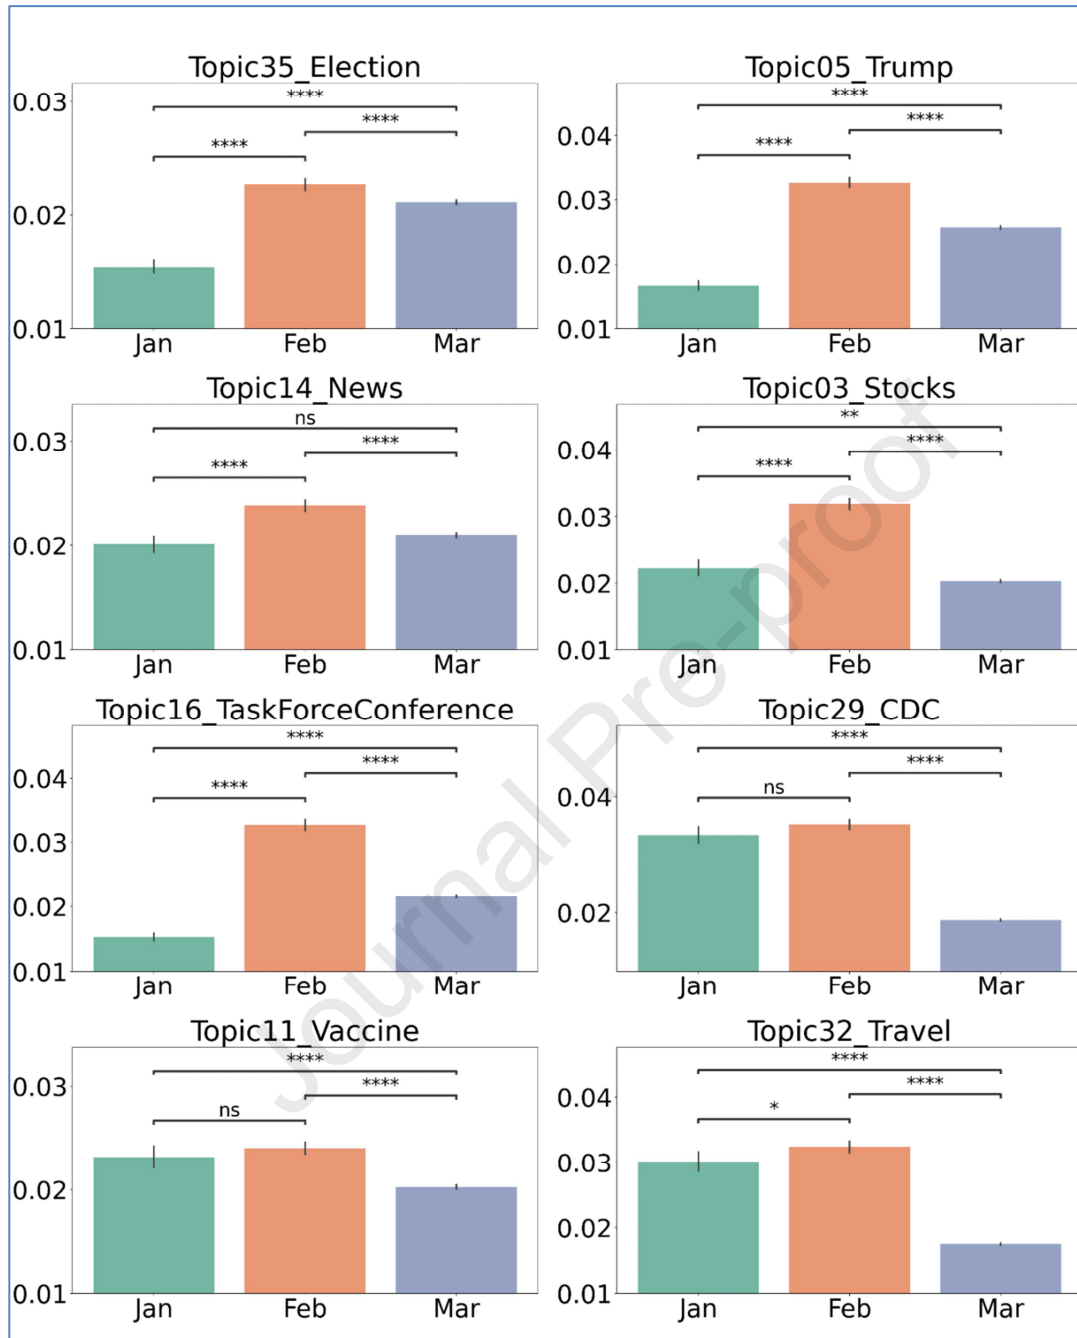 Topic35_Election
Topic05_Trump
0.03
0.02
0.01
****
****
****
Jan Feb Mar
0.04
0.03
0.02
0.01
****
****
****
Jan Feb Mar
Topic14_News
Topic03_Stocks
0.03
0.02
0.01
ns
****
****
Jan Feb Mar
0.04
0.03
0.02
0.01
**
****
****
Jan Feb Mar
Topic16_TaskForceConference
Topic29_CDC
0.04
0.03
0.02
0.01
****
****
****
Jan Feb Mar
0.04
0.02
****
****
ns
Jan Feb Mar
Topic11_Vaccine
Topic32_Travel
0.03
0.02
0.01
****
****
ns
Jan Feb Mar
0.04
0.03
0.02
0.01
****
****
*
Jan Feb Mar
Journal Pre-proof